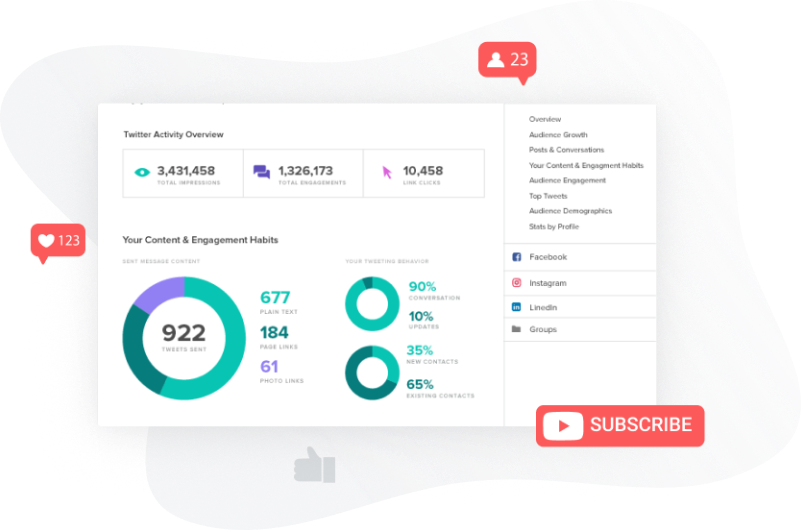 23
Twitter Activity Overview
3,431,458
TOTAL IMPRESSIONS
1,326,173
TOTAL ENGAGEMENTS
10,458
LINK CLICKS
123
Your Content & Engagement Habits
SENT MESSAGE CONTENT
922
TWEETS SENT
677
PLAIN TEXT
184
PAGE LINKS
61
PHOTO LINKS
YOUR TWEETING BEHAVIOR
90%
CONVERSATION
10%
UPDATES
35%
NEW CONTACTS
65%
EXISTING CONTACTS
Overview
Audience Growth
Posts & Conversations
Your Content & Engagment Habits
Audience Engagement
Top Tweets
Audience Demographics
Stats by Profile
Facebook
Instagram
in LinedIn
Groups
SUBSCRIBE